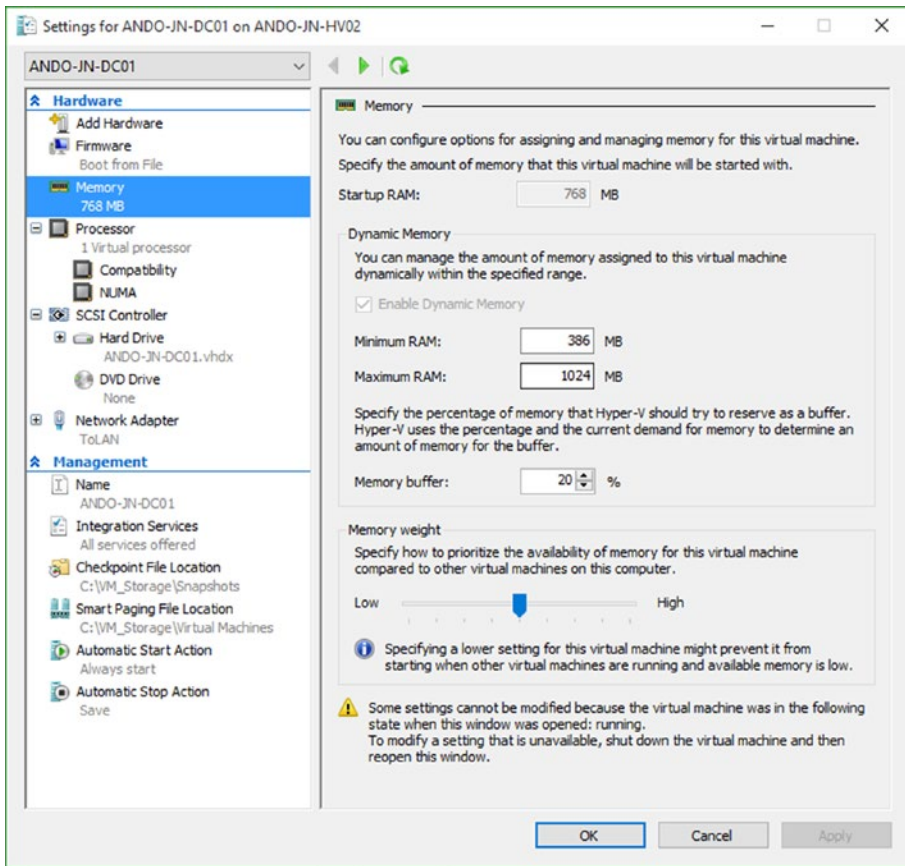 Settings for ANDO-JN-DC01 on ANDO-JN-HV02
ANDO-JN-DC01
Hardware
Add Hardware
Firmware
Boot from File
Memory
768 MB
Processor
1 Virtual processor
Compatibility
NUMA
SCSI Controller
Hard Drive
ANDO-JN-DC01.vhdx
DVD Drive
None
Network Adapter
ToLAN
Management
Name
ANDO-JN-DC01
Integration Services
All services offered
Checkpoint File Location
C:\VM_Storage\Snapshots
Smart Paging File Location
C:\VM_Storage\Virtual Machines
Automatic Start Action
Always start
Automatic Stop Action
Save
Memory
You can configure options for assigning and managing memory for this virtual machine.
Specify the amount of memory that this virtual machine will be started with.
Startup RAM: 768 MB
Dynamic Memory
You can manage the amount of memory assigned to this virtual machine
dynamically within the specified range.
Enable Dynamic Memory
Minimum RAM: 386 MB
Maximum RAM: 1024 MB
Specify the percentage of memory that Hyper-V should try to reserve as a buffer.
Hyper-V uses the percentage and the current demand for memory to determine an
amount of memory for the buffer.
Memory buffer: 20 %
Memory weight
Specify how to prioritize the availability of memory for this virtual machine
compared to other virtual machines on this computer.
Low High
Specifying a lower setting for this virtual machine might prevent it from
starting when other virtual machines are running and available memory is low.
Some settings cannot be modified because the virtual machine was in the following
state when this window was opened: running.
To modify a setting that is unavailable, shut down the virtual machine and then
reopen this window.
OK Cancel Apply